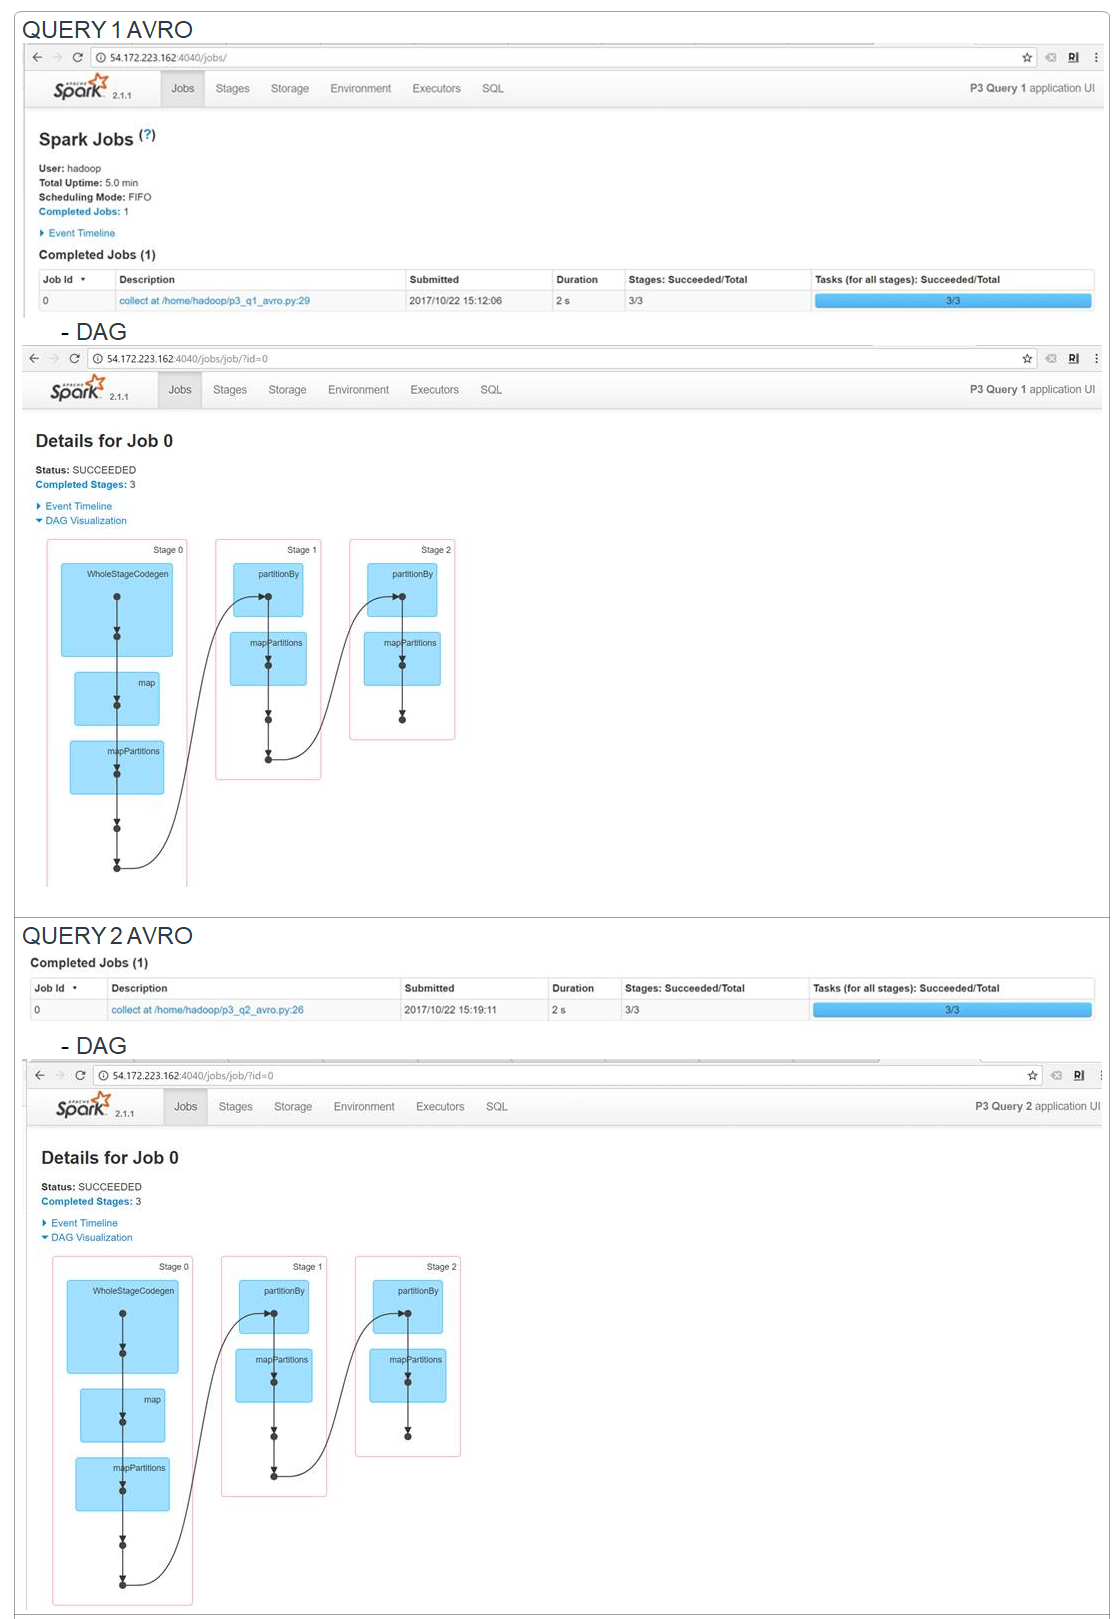 QUERY 1 AVRO
54.172.223.162:4040/jobs/
APACHE Spark 2.1.1 Jobs Stages Storage Environment Executors SQL P3 Query 1 application UI
Spark Jobs (?)
User: hadoop
Total Uptime: 5.0 min
Scheduling Mode: FIFO
Completed Jobs: 1
Event Timeline
Completed Jobs (1)
Job Id Description Submitted Duration Stages: Succeeded/Total Tasks (for all stages): Succeeded/Total
0 collect at /home/hadoop/p3_q1_avro.py:29 2017/10/22 15:12:06 2 s 3/3 3/3
- DAG
54.172.223.162:4040/jobs/job/?id=0
APACHE Spark 2.1.1 Jobs Stages Storage Environment Executors SQL P3 Query 1 application UI
Details for Job 0
Status: SUCCEEDED
Completed Stages: 3
Event Timeline
DAG Visualization
Stage 0 Stage 1 Stage 2
WholeStageCodegen partitionBy partitionBy
mapPartitions mapPartitions
map
mapPartitions
QUERY 2 AVRO
Completed Jobs (1)
Job Id Description Submitted Duration Stages: Succeeded/Total Tasks (for all stages): Succeeded/Total
0 collect at /home/hadoop/p3_q2_avro.py:26 2017/10/22 15:19:11 2 s 3/3 3/3
- DAG
54.172.223.162:4040/jobs/job/?id=0
APACHE Spark 2.1.1 Jobs Stages Storage Environment Executors SQL P3 Query 2 application UI
Details for Job 0
Status: SUCCEEDED
Completed Stages: 3
Event Timeline
DAG Visualization
Stage 0 Stage 1 Stage 2
WholeStageCodegen partitionBy partitionBy
mapPartitions mapPartitions
map
mapPartitions